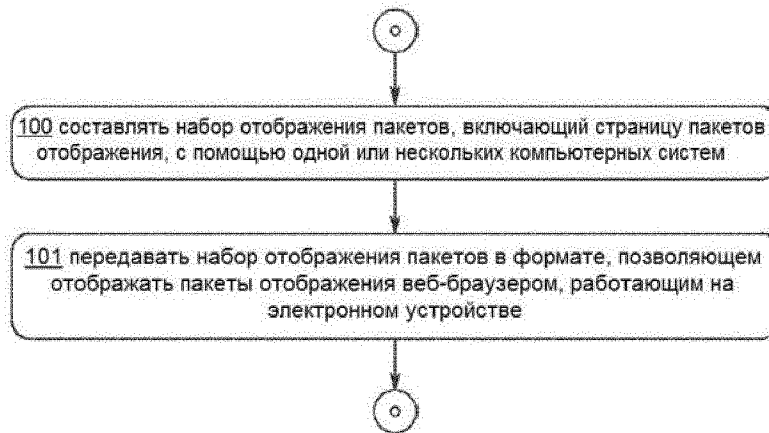 100 составлять набор отображения пакетов, включающий страницу пакетов
отображения, с помощью одной или нескольких компьютерных систем
101 передавать набор отображения пакетов в формате, позволяющем
отображать пакеты отображения веб-браузером, работающим на
электронном устройстве